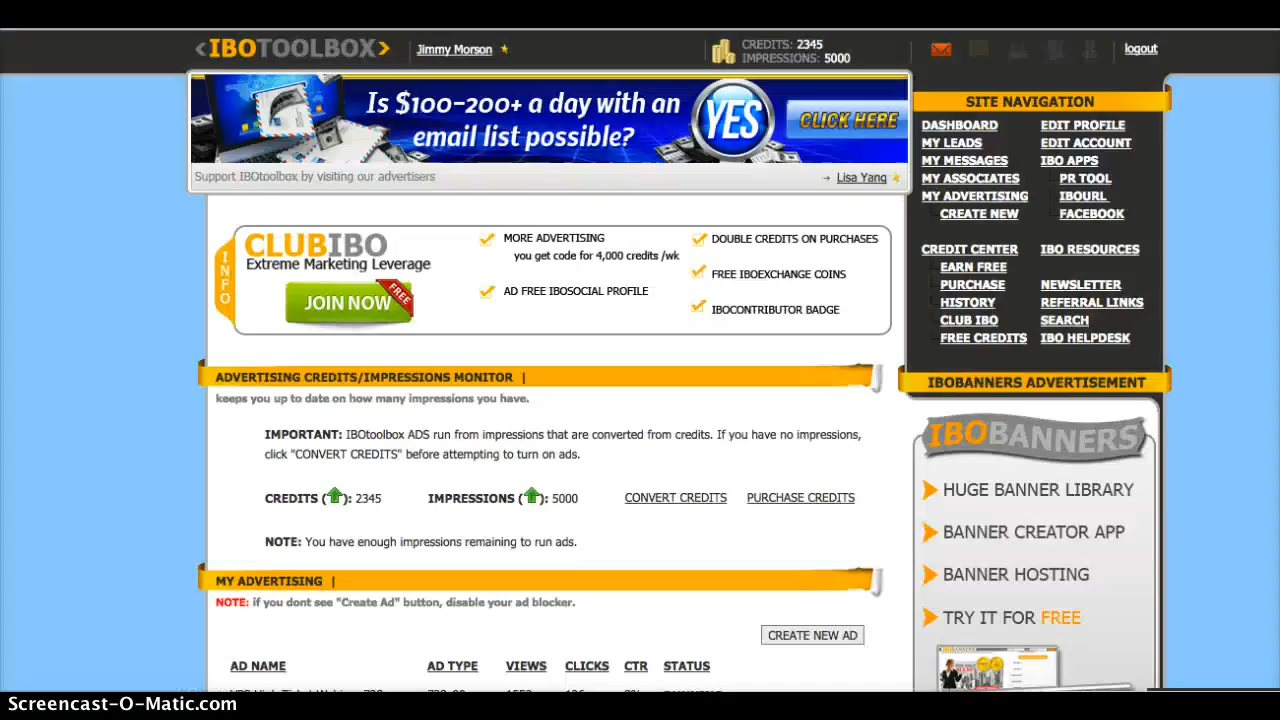 <IBOTOOLBOX>
Jimmy Morson
CREDITS: 2345
IMPRESSIONS: 5000
logout
Is $100-200+ a day with an
email list possible?
YES
CLICK HERE
Support IBOtoolbox by visiting our advertisers
Lisa Yang
SITE NAVIGATION
DASHBOARD
EDIT PROFILE
MY LEADS
EDIT ACCOUNT
MY MESSAGES
IBO APPS
MY ASSOCIATES
PR TOOL
MY ADVERTISING
IBOURL
CREATE NEW
FACEBOOK
CREDIT CENTER
IBO RESOURCES
EARN FREE
PURCHASE
NEWSLETTER
HISTORY
REFERRAL LINKS
CLUB IBO
SEARCH
FREE CREDITS
IBO HELPDESK
INFO
CLUBIBO
Extreme Marketing Leverage
JOIN NOW
FREE
MORE ADVERTISING
you get code for 4,000 credits /wk
AD FREE IBOSOCIAL PROFILE
DOUBLE CREDITS ON PURCHASES
FREE IBOEXCHANGE COINS
IBOCONTRIBUTOR BADGE
ADVERTISING CREDITS/IMPRESSIONS MONITOR |
keeps you up to date on how many impressions you have.
IMPORTANT: IBOtoolbox ADS run from impressions that are converted from credits. If you have no impressions,
click "CONVERT CREDITS" before attempting to turn on ads.
CREDITS ( ): 2345 IMPRESSIONS ( ): 5000 CONVERT CREDITS PURCHASE CREDITS
NOTE: You have enough impressions remaining to run ads.
MY ADVERTISING |
NOTE: if you dont see "Create Ad" button, disable your ad blocker.
CREATE NEW AD
AD NAME AD TYPE VIEWS CLICKS CTR STATUS
IBOBANNERS ADVERTISEMENT
IBOBANNERS
HUGE BANNER LIBRARY
BANNER CREATOR APP
BANNER HOSTING
TRY IT FOR FREE
Screencast-O-Matic.com